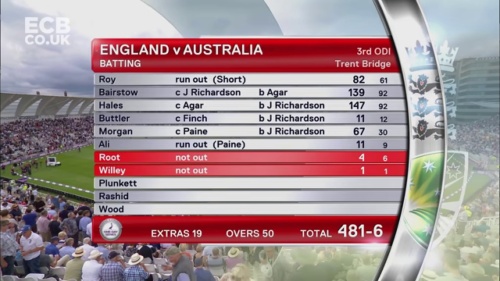 ECB
CO.UK
ENGLAND v AUSTRALIA 3rd ODI
BATTING Trent Bridge
Roy run out (Short) 82 61
Bairstow c J Richardson b Agar 139 92
Hales c Agar b J Richardson 147 92
Buttler c Finch b J Richardson 11 12
Morgan c Paine b J Richardson 67 30
Ali run out (Paine) 11 9
Root not out 4 6
Willey not out 1 1
Plunkett
Rashid
Wood
EXTRAS 19 OVERS 50 TOTAL 481-6